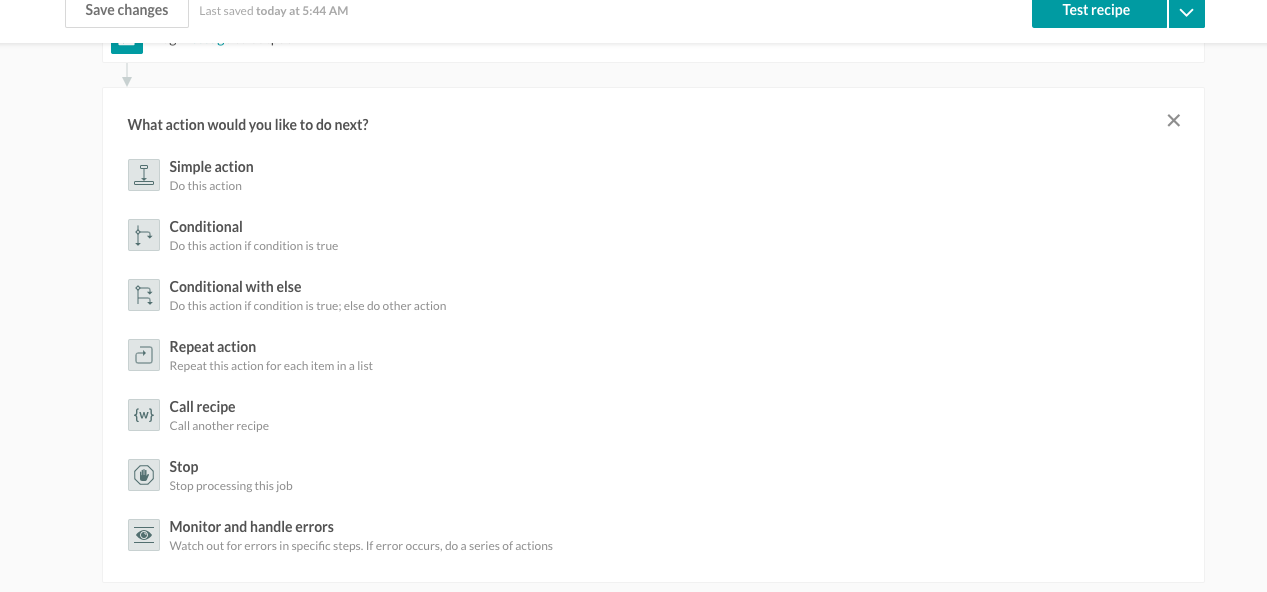 Save changes
Last saved today at 5:44 AM
Test recipe
What action would you like to do next?
Simple action
Do this action
Conditional
Do this action if condition is true
Conditional with else
Do this action if condition is true; else do other action
Repeat action
Repeat this action for each item in a list
{w}
Call recipe
Call another recipe
Stop
Stop processing this job
Monitor and handle errors
Watch out for errors in specific steps. If error occurs, do a series of actions